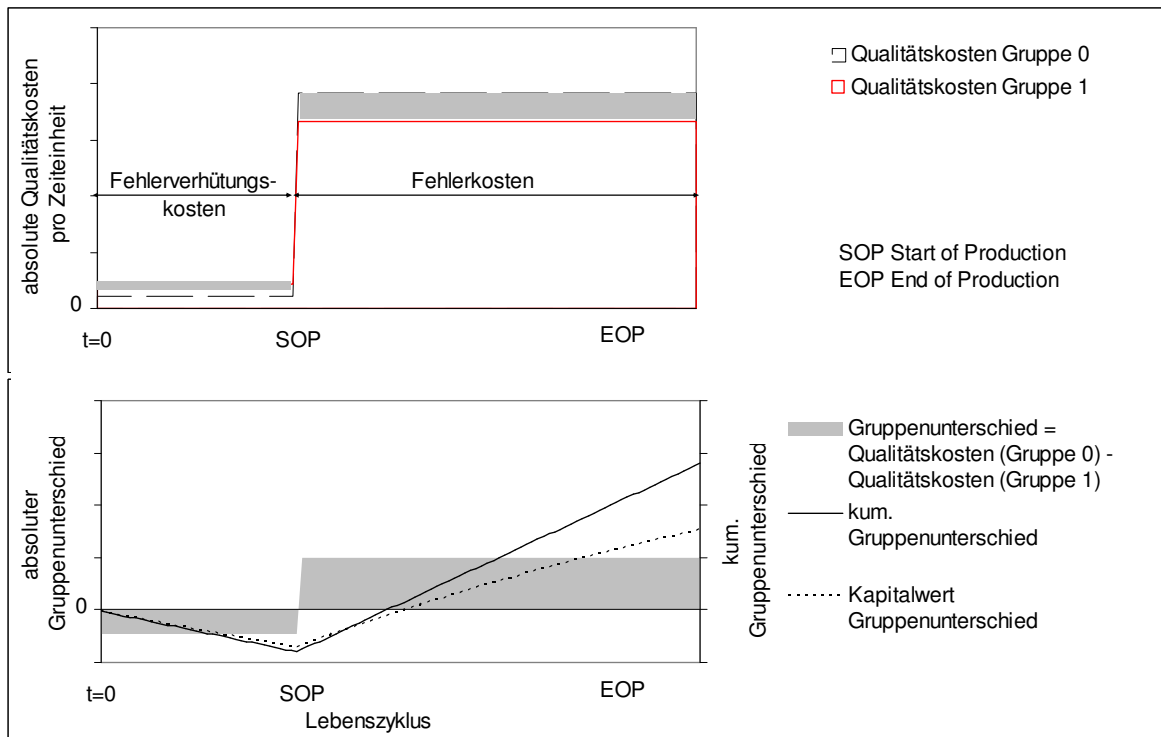 absolute Qualitätskosten
pro Zeiteinheit
Qualitätskosten Gruppe 0
Qualitätskosten Gruppe 1
Fehlerverhütungs-
kosten
Fehlerkosten
SOP Start of Production
EOP End of Production
0
t=0
SOP
EOP
absoluter
Gruppenunterschied
kum.
Gruppenunterschied
Gruppenunterschied =
Qualitätskosten (Gruppe 0) -
Qualitätskosten (Gruppe 1)
kum.
Gruppenunterschied
0
Kapitalwert
Gruppenunterschied
t=0
SOP
EOP
Lebenszyklus